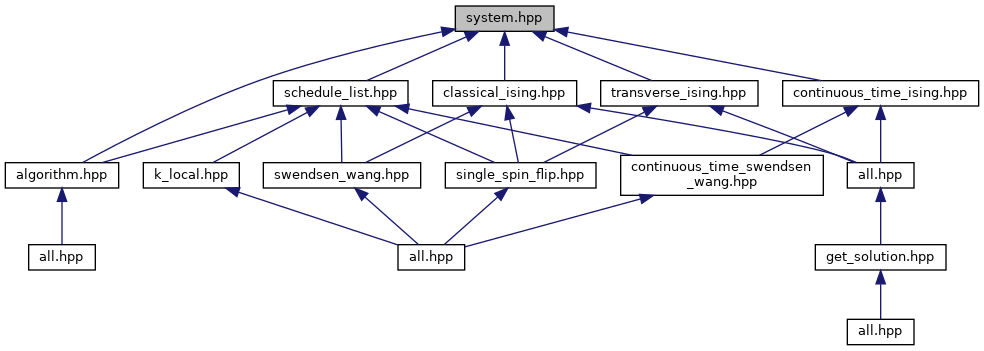 system.hpp
schedule_list.hpp
classical_ising.hpp
transverse_ising.hpp
continuous_time_ising.hpp
algorithm.hpp
k_local.hpp
swendsen_wang.hpp
single_spin_flip.hpp
continuous_time_swendsen
_wang.hpp
all.hpp
all.hpp
all.hpp
get_solution.hpp
all.hpp